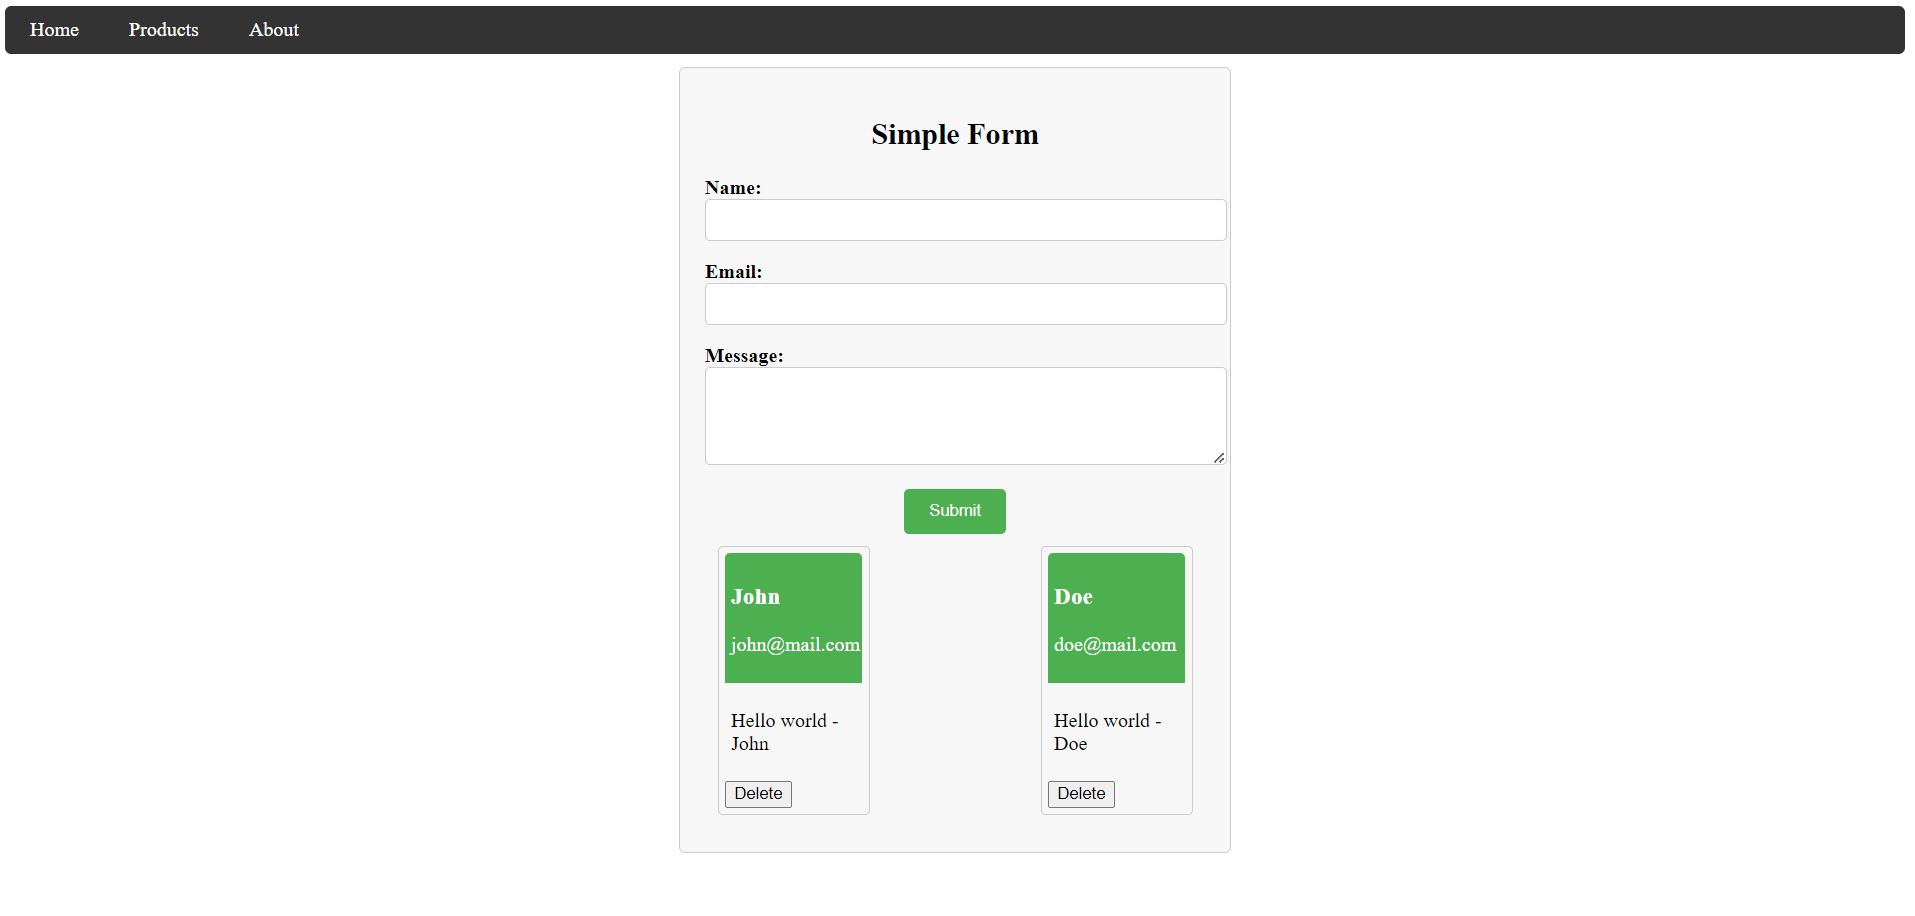 Home Products About
Simple Form
Name:
Email:
Message:
Submit
John
john@mail.com
Hello world -
John
Delete
Doe
doe@mail.com
Hello world -
Doe
Delete